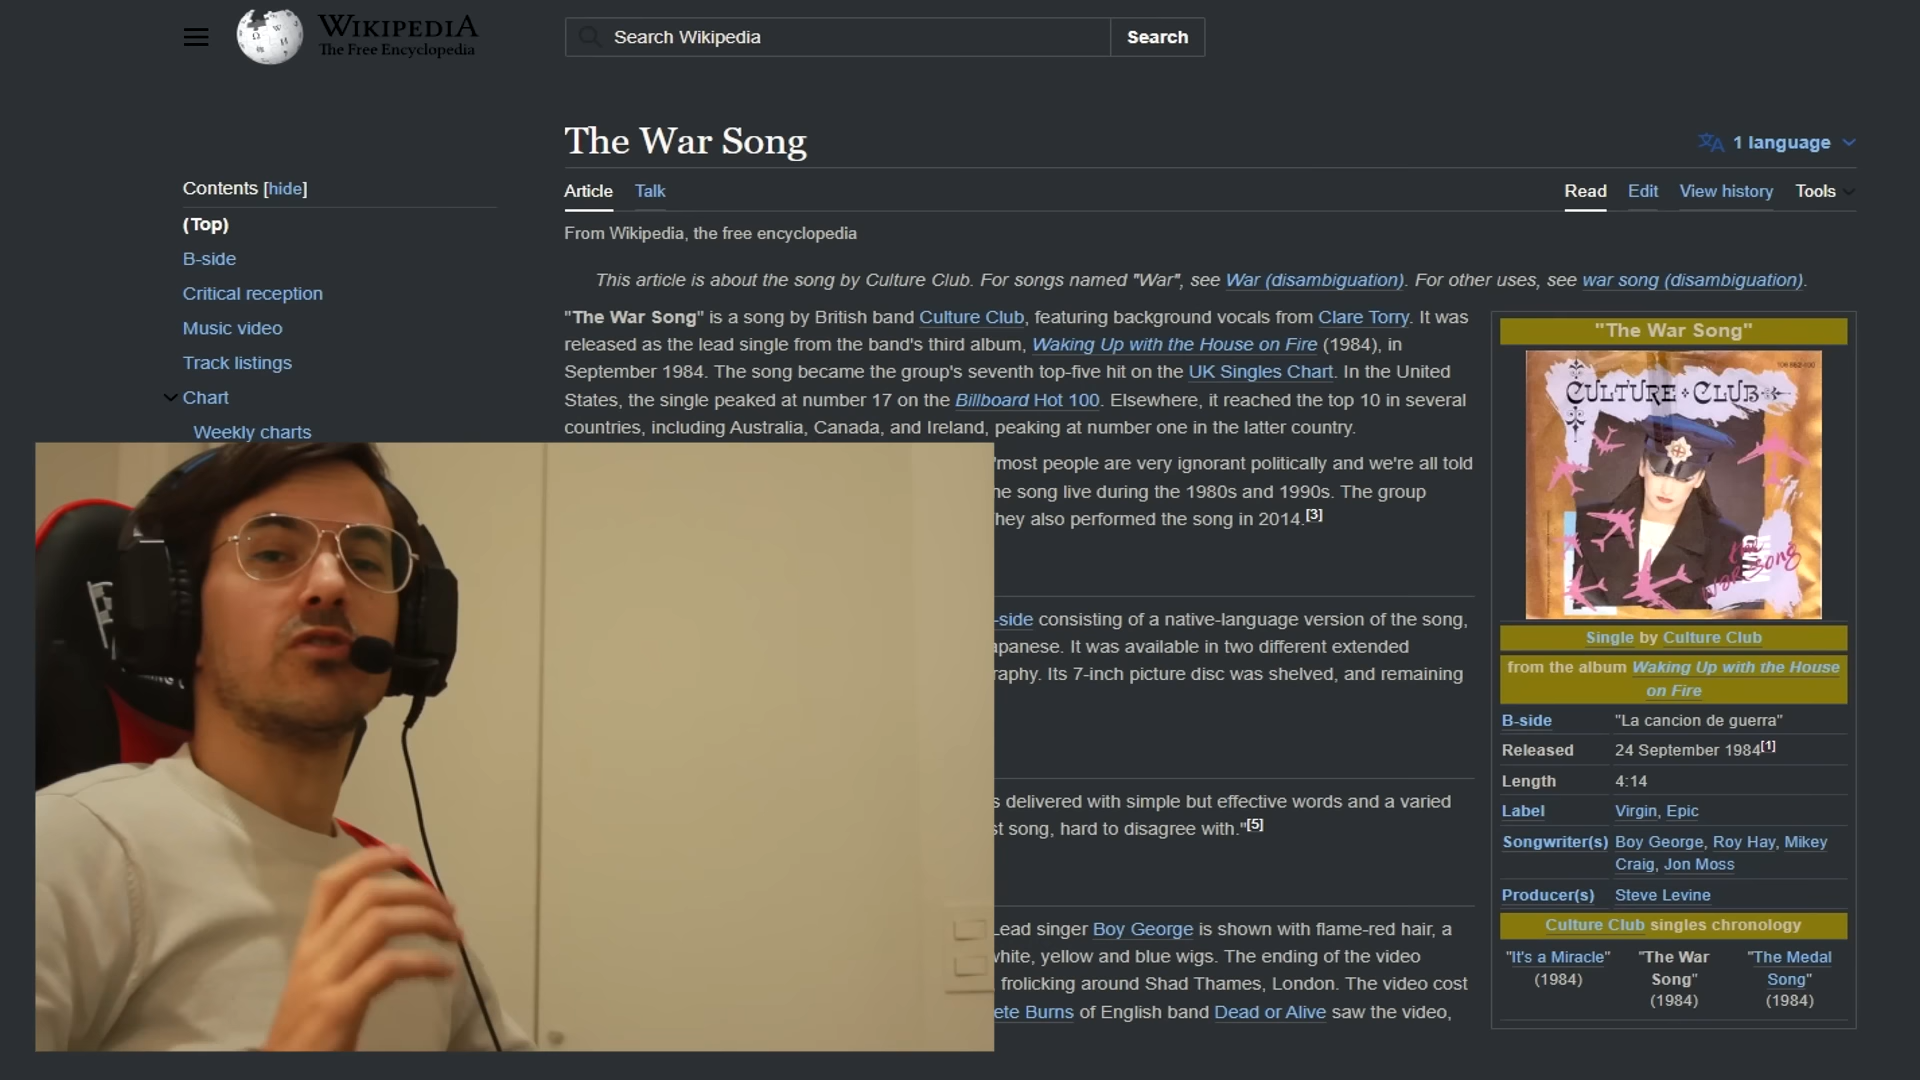 WIKIPEDIA
The Free Encyclopedia
Search Wikipedia
Search
The War Song
1 language
Contents [hide]
(Top)
B-side
Critical reception
Music video
Track listings
Chart
Weekly charts
Article Talk
Read Edit View history Tools
From Wikipedia, the free encyclopedia
This article is about the song by Culture Club. For songs named "War", see War (disambiguation). For other uses, see war song (disambiguation).
"The War Song" is a song by British band Culture Club, featuring background vocals from Clare Torry. It was
released as the lead single from the band's third album, Waking Up with the House on Fire (1984), in
September 1984. The song became the group's seventh top-five hit on the UK Singles Chart. In the United
States, the single peaked at number 17 on the Billboard Hot 100. Elsewhere, it reached the top 10 in several
countries, including Australia, Canada, and Ireland, peaking at number one in the latter country.
"most people are very ignorant politically and we're all told
song live during the 1980s and 1990s. The group
they also performed the song in 2014.[3]
-side consisting of a native-language version of the song,
It was available in two different extended
Its 7-inch picture disc was shelved, and remaining
delivered with simple but effective words and a varied
song, hard to disagree with."[5]
Lead singer Boy George is shown with flame-red hair, a
white, yellow and blue wigs. The ending of the video
frolicking around Shad Thames, London. The video cost
ete Burns of English band Dead or Alive saw the video,
"The War Song"
CULTURE CLUB
the war song
Single by Culture Club
from the album Waking Up with the House
on Fire
B-side "La cancion de guerra"
Released 24 September 1984[1]
Length 4:14
Label Virgin, Epic
Songwriter(s) Boy George, Roy Hay, Mikey
Craig, Jon Moss
Producer(s) Steve Levine
Culture Club singles chronology
"It's a Miracle" "The War "The Medal
(1984) Song" Song"
(1984) (1984)